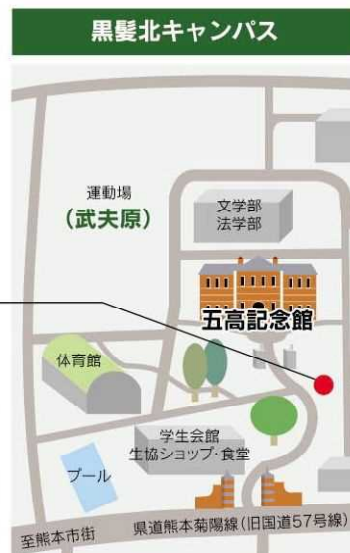 黒髪北キャンパス
運動場
(武夫原)
文学部
法学部
五高記念館
体育館
学生会館
生協ショップ・食堂
プール
至熊本市街
県道熊本菊陽線(旧国道57号線)